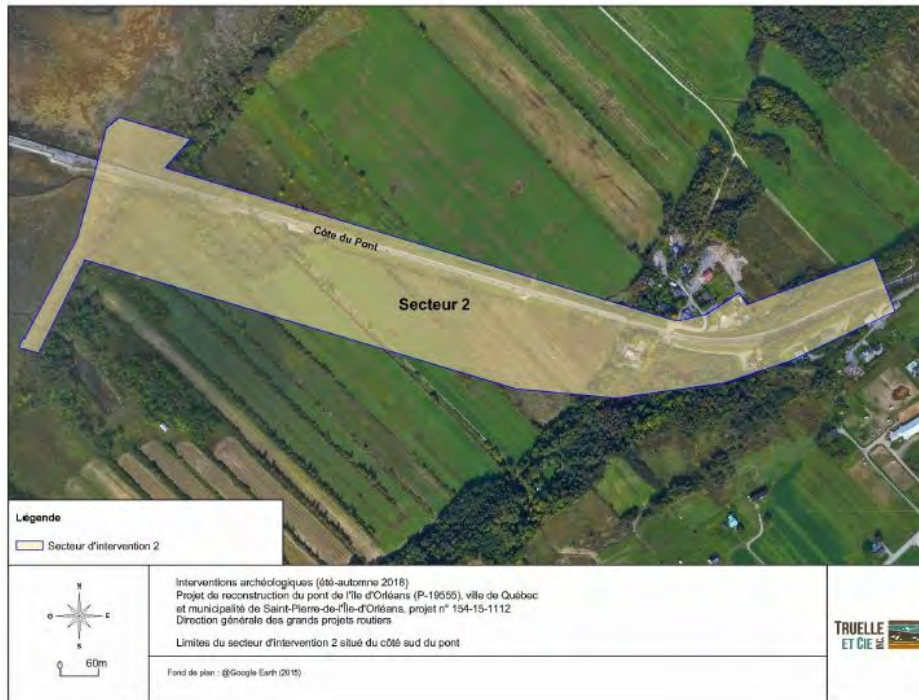 Côte du Pont
Secteur 2
Légende
Secteur d'intervention 2
N
O
E
S
0 60m
Interventions archéologiques (été-automne 2018)
Projet de reconstruction du pont de l'Île d'Orléans (P-19555), ville de Québec
et municipalité de Saint-Pierre-de-l'Île-d'Orléans, projet n° 154-15-1112
Direction générale des grands projets routiers
Limites du secteur d'intervention 2 situé du côté sud du pont
Fond de plan : @Google Earth (2015)
TRUELLE
ET CIE INC.